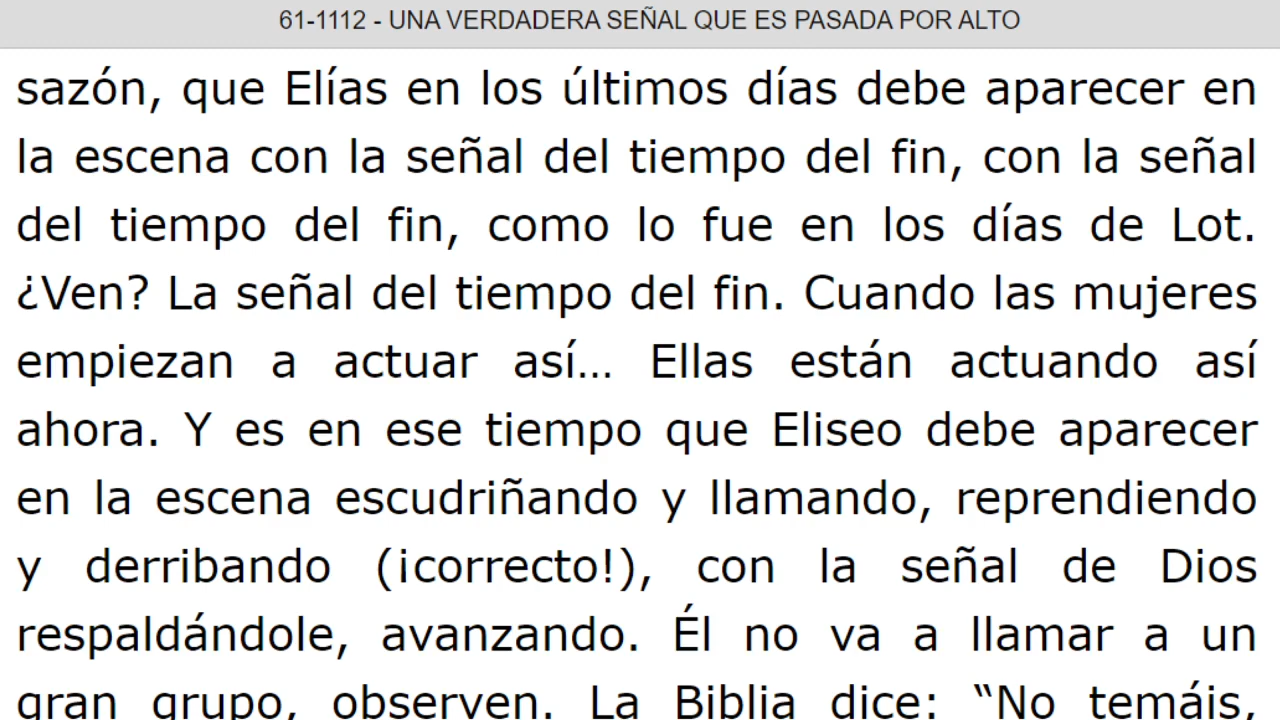 61-1112 - UNA VERDADERA SEÑAL QUE ES PASADA POR ALTO
sazón, que Elías en los últimos días debe aparecer en
la escena con la señal del tiempo del fin, con la señal
del tiempo del fin, como lo fue en los días de Lot.
¿Ven? La señal del tiempo del fin. Cuando las mujeres
empiezan a actuar así… Ellas están actuando así
ahora. Y es en ese tiempo que Eliseo debe aparecer
en la escena escudriñando y llamando, reprendiendo
y derribando (¡correcto!), con la señal de Dios
respaldándole, avanzando. Él no va a llamar a un
gran grupo, observen. La Biblia dice: “No temáis,